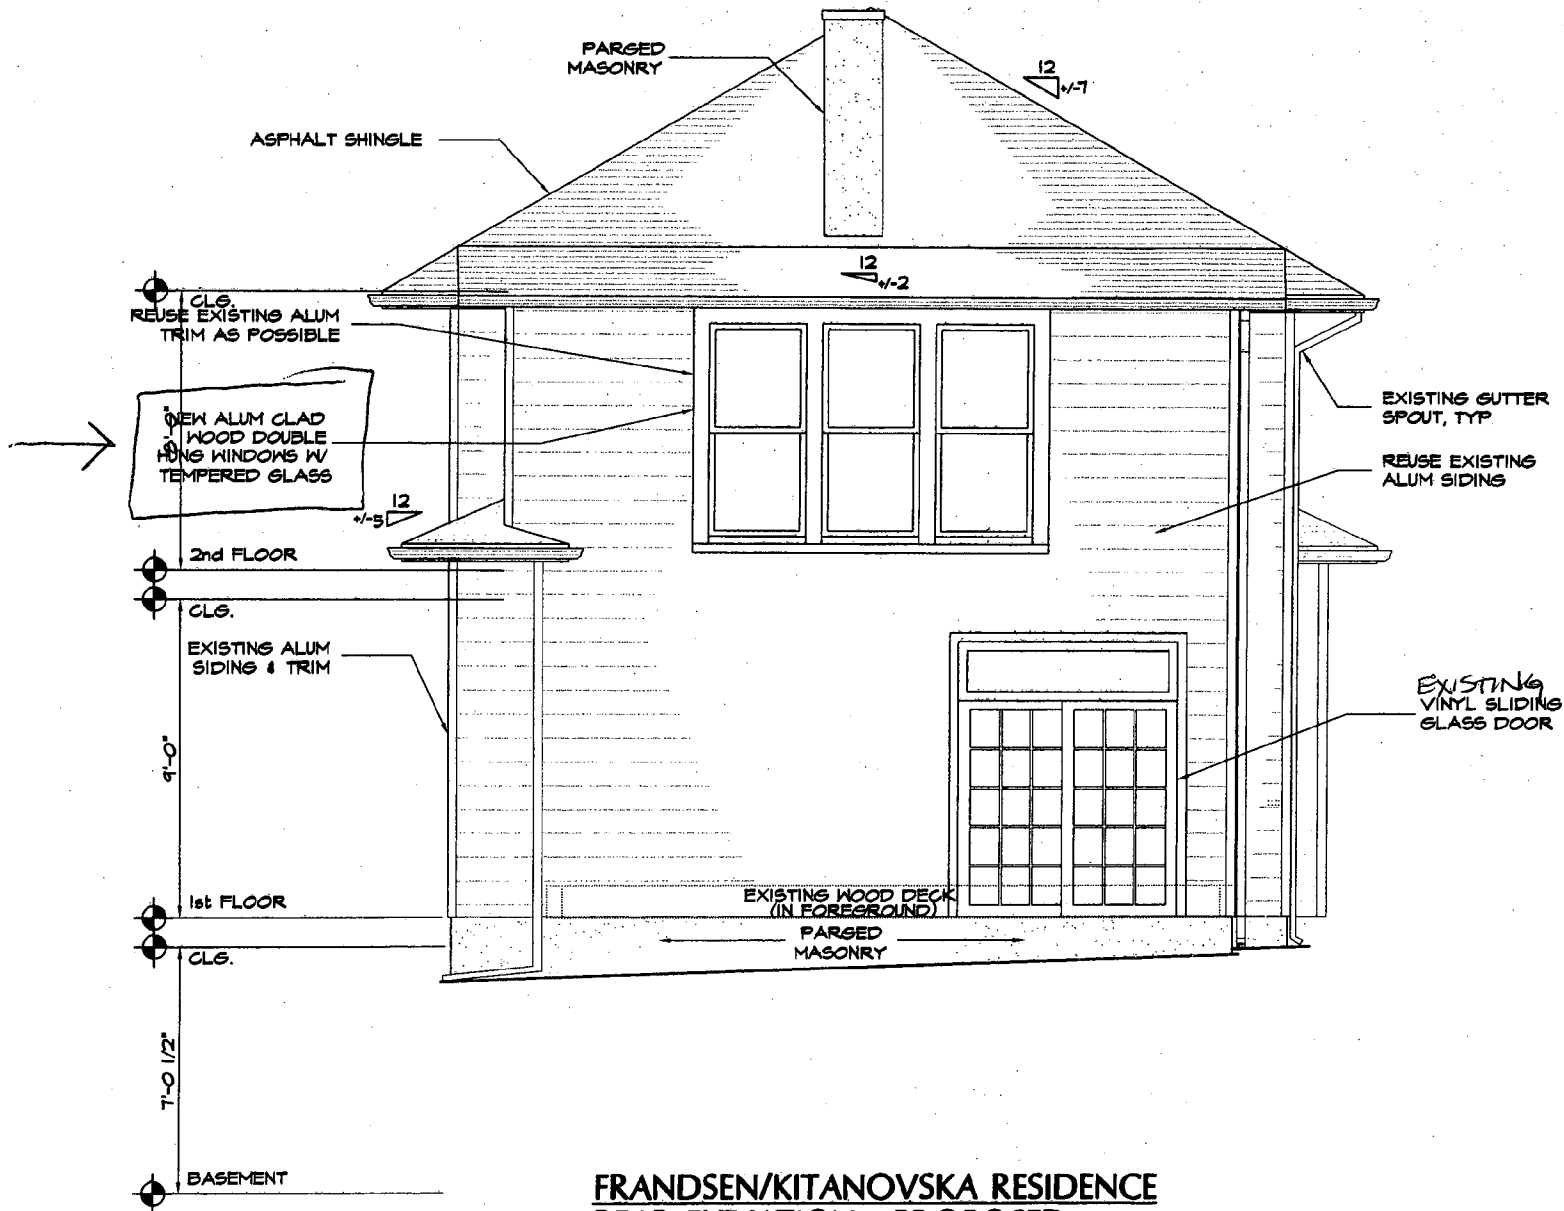 PARGED
MASONRY
12
+/-7
ASPHALT SHINGLE
12
+/-2
CLG.
REUSE EXISTING ALUM
TRIM AS POSSIBLE
NEW ALUM CLAD
WOOD DOUBLE
HUNG WINDOWS W/
TEMPERED GLASS
EXISTING GUTTER
SPOUT, TYP
REUSE EXISTING
ALUM SIDING
12
+/-5
2nd FLOOR
CLG.
EXISTING ALUM
SIDING & TRIM
EXISTING
VINYL SLIDING
GLASS DOOR
9'-0"
1st FLOOR
EXISTING WOOD DECK
(IN FOREGROUND)
PARGED
MASONRY
CLG.
7'-0 1/2"
BASEMENT
FRANDSEN/KITANOVSKA RESIDENCE